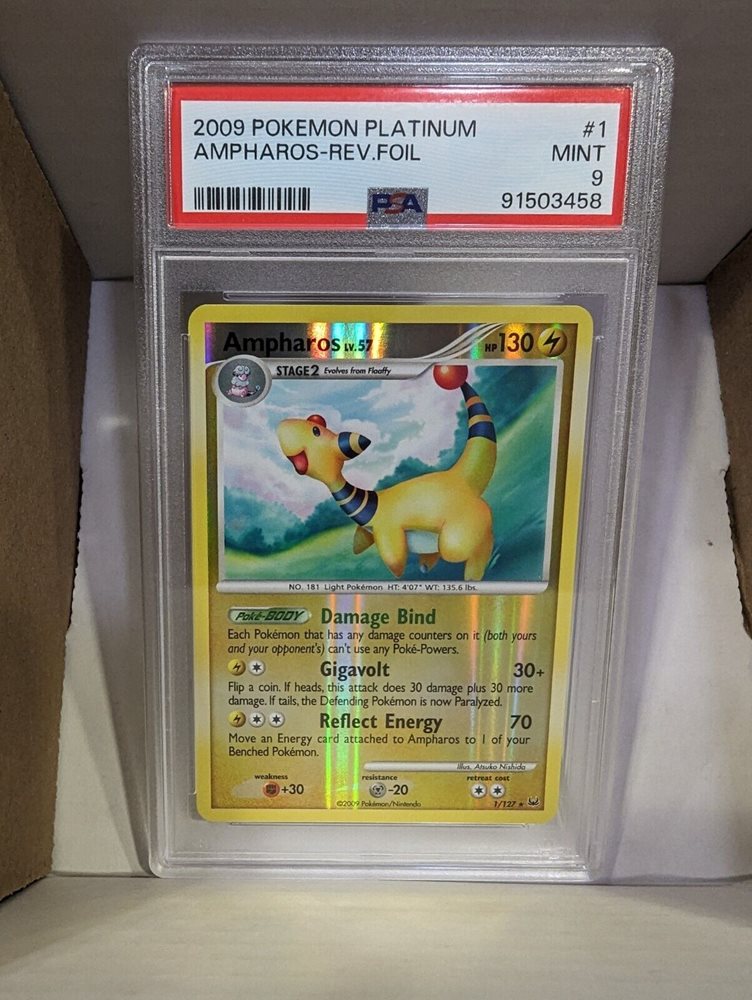 2009 POKEMON PLATINUM #1
AMPHAROS-REV.FOIL MINT
9
PSA 91503458
Ampharos LV.57 HP 130
STAGE2 Evolves from Flaaffy
NO. 181 Light Pokémon HT: 4'07" WT: 135.6 lbs.
Poké-BODY Damage Bind
Each Pokémon that has any damage counters on it (both yours
and your opponent's) can't use any Poké-Powers.
Gigavolt 30+
Flip a coin. If heads, this attack does 30 damage plus 30 more
damage. If tails, the Defending Pokémon is now Paralyzed.
Reflect Energy 70
Move an Energy card attached to Ampharos to 1 of your
Benched Pokémon.
Illus. Atsuko Nishida
weakness resistance retreat cost
+30 -20
©2009 Pokémon/Nintendo 1/127 ★